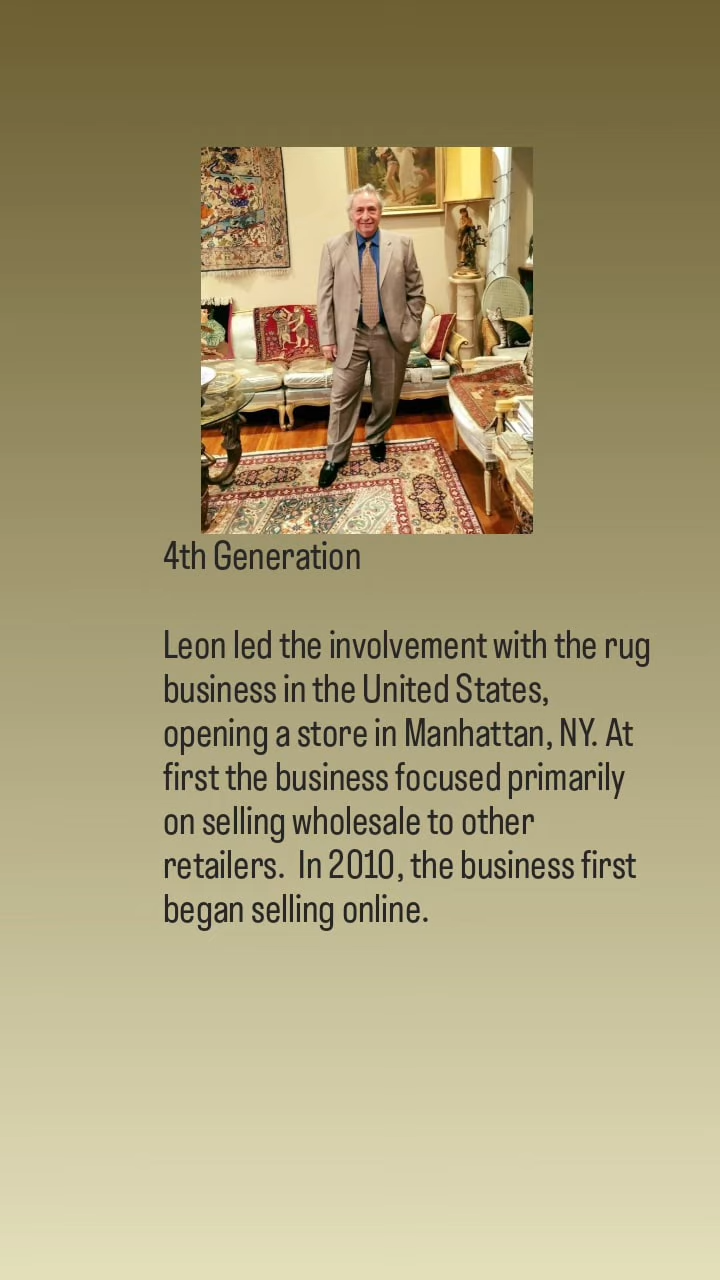 4th Generation
Leon led the involvement with the rug
business in the United States,
opening a store in Manhattan, NY. At
first the business focused primarily
on selling wholesale to other
retailers.  In 2010, the business first
began selling online.